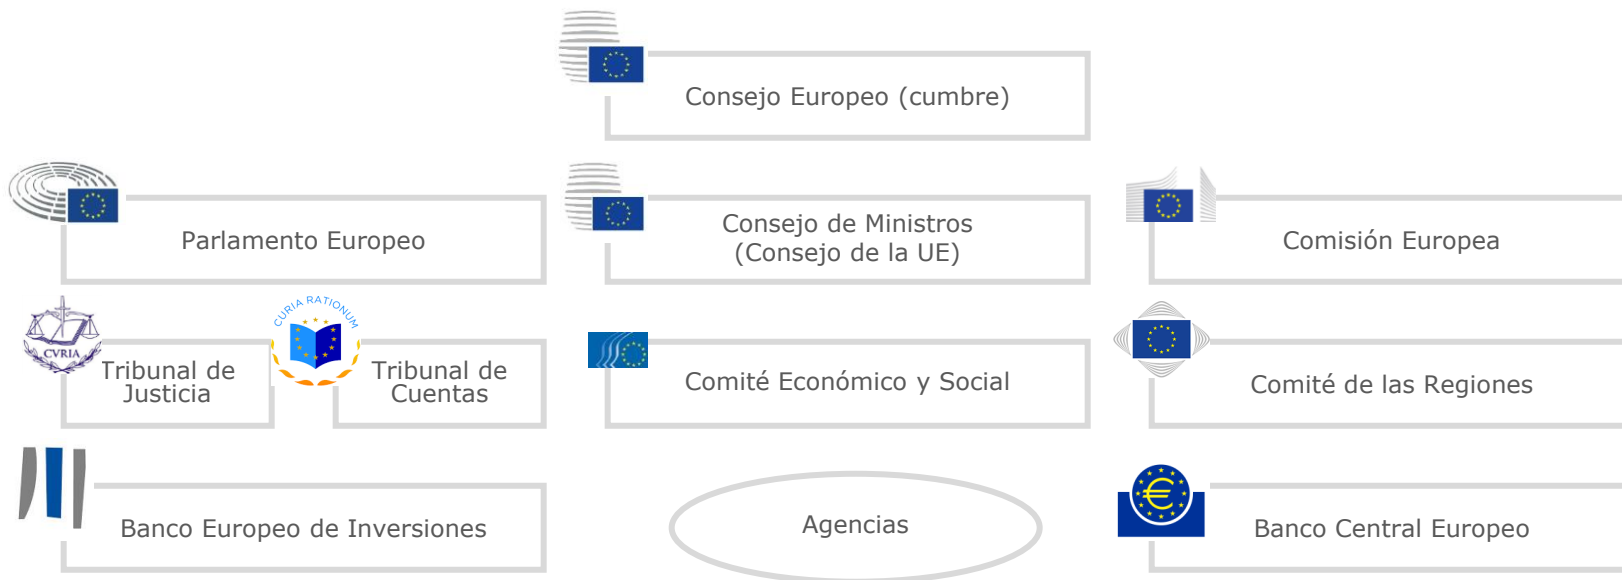 Consejo Europeo (cumbre)
Parlamento Europeo
Consejo de Ministros
(Consejo de la UE)
Comisión Europea
CVRIA
Tribunal de
Justicia
CURIA RATIONUM
Tribunal de
Cuentas
Comité Económico y Social
Comité de las Regiones
Banco Europeo de Inversiones
Agencias
€
Banco Central Europeo